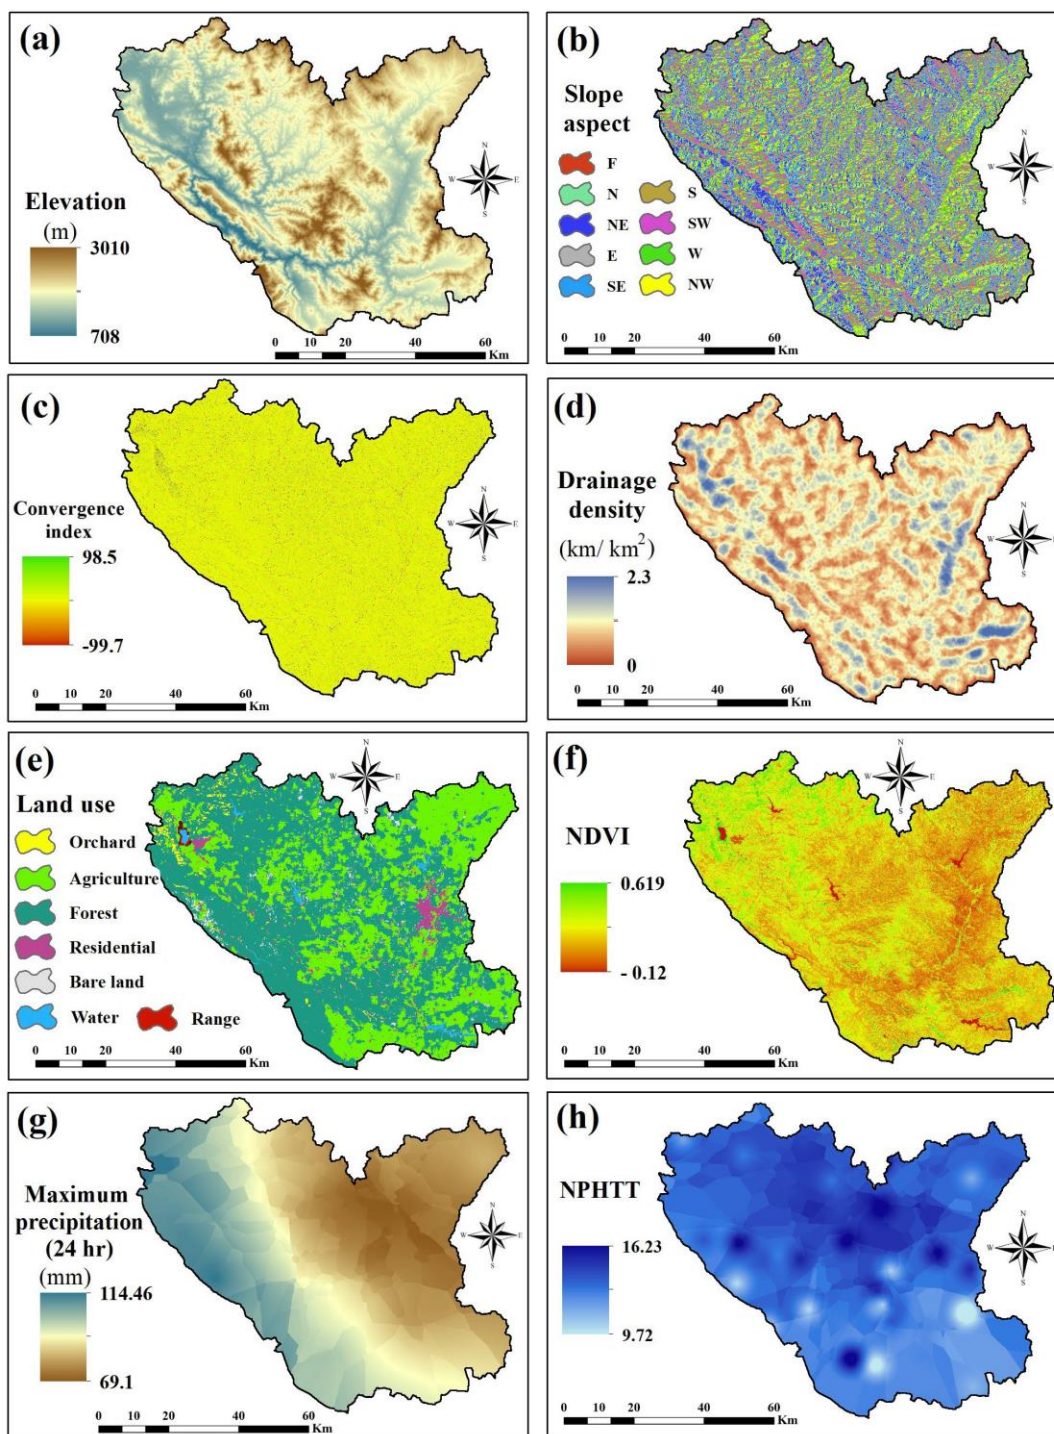 (a)
N
W E
S
Elevation
(m)
3010
708
0 10 20 40 60
Km
(b)
Slope
aspect
F
N S
NE SW
E W
SE NW
N
W E
S
0 10 20 40 60
Km
(c)
Convergence
index
98.5
-99.7
N
W E
S
0 10 20 40 60
Km
(d)
Drainage
density
(km/ km²)
2.3
0
N
W E
S
0 10 20 40 60
Km
(e)
N
W E
S
Land use
Orchard
Agriculture
Forest
Residential
Bare land
Water Range
0 10 20 40 60
Km
(f)
N
W E
S
NDVI
0.619
- 0.12
0 10 20 40 60
Km
(g)
Maximum
precipitation
(24 hr)
(mm)
114.46
69.1
N
W E
S
0 10 20 40 60
Km
(h)
NPHTT
16.23
9.72
N
W E
S
0 10 20 40 60
Km